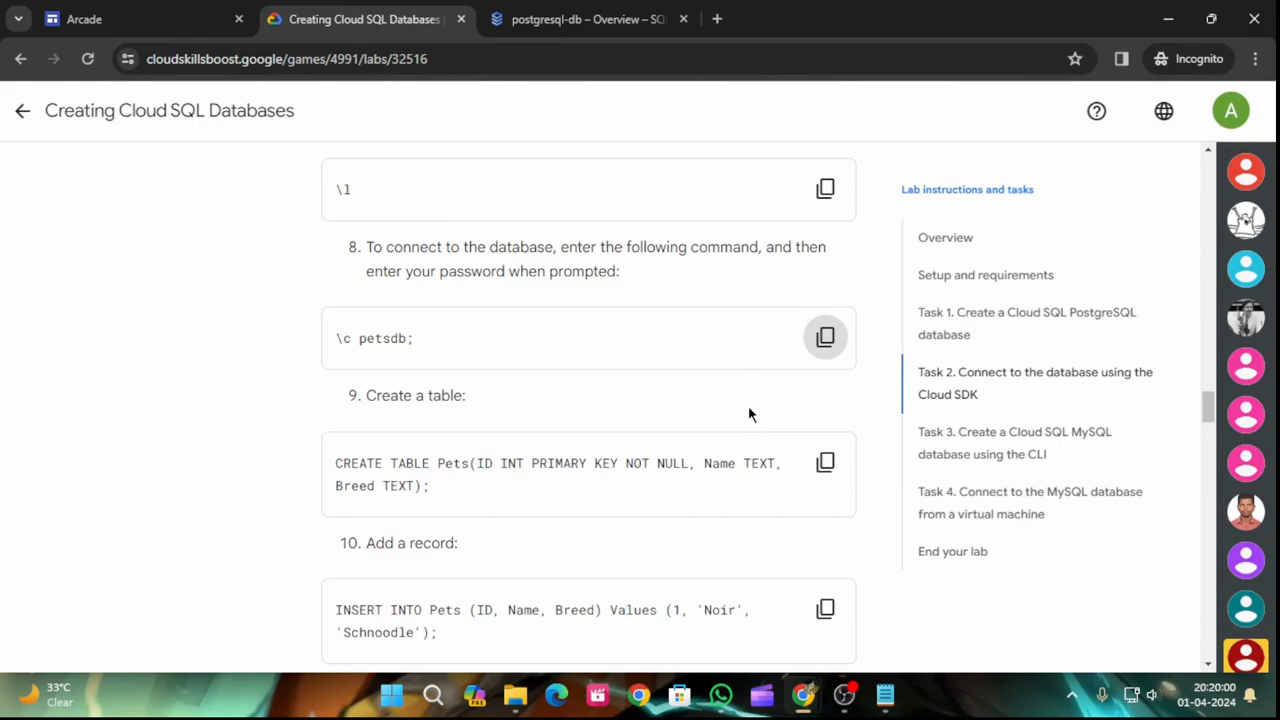 Arcade
Creating Cloud SQL Databases
postgresql-db – Overview – SQ
cloudskillsboost.google/games/4991/labs/32516
Incognito
Creating Cloud SQL Databases
A
\l
8. To connect to the database, enter the following command, and then
enter your password when prompted:
\c petsdb;
9. Create a table:
CREATE TABLE Pets(ID INT PRIMARY KEY NOT NULL, Name TEXT,
Breed TEXT);
10. Add a record:
INSERT INTO Pets (ID, Name, Breed) Values (1, 'Noir',
'Schnoodle');
Lab instructions and tasks
Overview
Setup and requirements
Task 1. Create a Cloud SQL PostgreSQL
database
Task 2. Connect to the database using the
Cloud SDK
Task 3. Create a Cloud SQL MySQL
database using the CLI
Task 4. Connect to the MySQL database
from a virtual machine
End your lab
33°C
Clear
PRE
20:20:00
01-04-2024